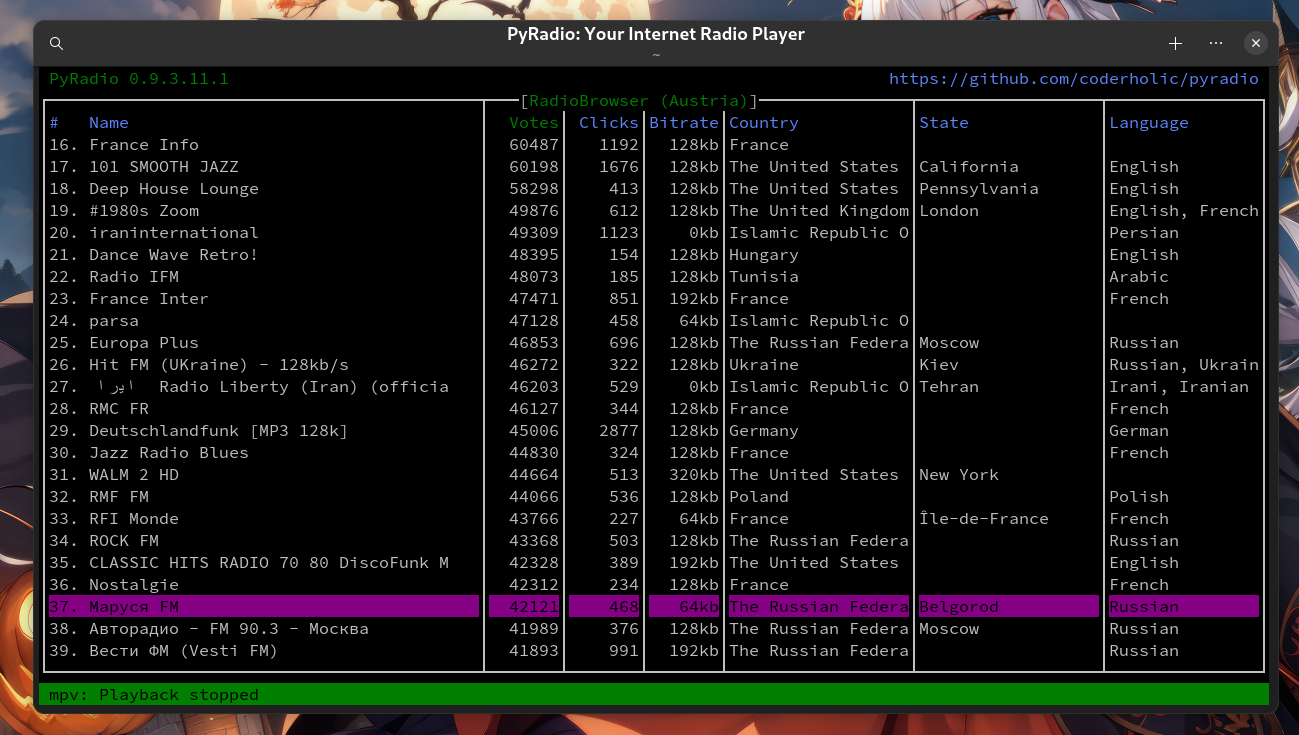 PyRadio: Your Internet Radio Player
~
PyRadio 0.9.3.11.1 https://github.com/coderholic/pyradio
[RadioBrowser (Austria)]
# Name Votes Clicks Bitrate Country State Language
16. France Info 60487 1192 128kb France
17. 101 SMOOTH JAZZ 60198 1676 128kb The United States California English
18. Deep House Lounge 58298 413 128kb The United States Pennsylvania English
19. #1980s Zoom 49876 612 128kb The United Kingdom London English, French
20. iraninternational 49309 1123 0kb Islamic Republic O Persian
21. Dance Wave Retro! 48395 154 128kb Hungary English
22. Radio IFM 48073 185 128kb Tunisia Arabic
23. France Inter 47471 851 192kb France French
24. parsa 47128 458 64kb Islamic Republic O
25. Europa Plus 46853 696 128kb The Russian Federa Moscow Russian
26. Hit FM (UKraine) - 128kb/s 46272 322 128kb Ukraine Kiev Russian, Ukrain
27. Radio Liberty (Iran) (officia 46203 529 0kb Islamic Republic O Tehran Irani, Iranian
28. RMC FR 46127 344 128kb France French
29. Deutschlandfunk [MP3 128k] 45006 2877 128kb Germany German
30. Jazz Radio Blues 44830 324 128kb France French
31. WALM 2 HD 44664 513 320kb The United States New York
32. RMF FM 44066 536 128kb Poland Polish
33. RFI Monde 43766 227 64kb France Île-de-France French
34. ROCK FM 43368 503 128kb The Russian Federa Russian
35. CLASSIC HITS RADIO 70 80 DiscoFunk M 42328 389 192kb The United States English
36. Nostalgie 42312 234 128kb France French
37. Маруся FM 42121 468 64kb The Russian Federa Belgorod Russian
38. Авторадио - FM 90.3 - Москва 41989 376 128kb The Russian Federa Moscow Russian
39. Вести ФМ (Vesti FM) 41893 991 192kb The Russian Federa Russian
mpv: Playback stopped